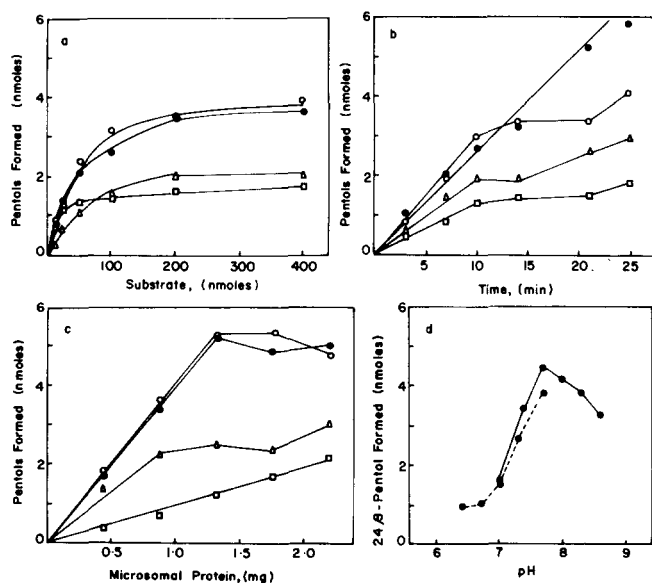 a
6
4
2
0
Pentols Formed (nmoles)
0
100
200
300
400
Substrate, (nmoles)
b
6
4
2
0
Pentols Formed (nmoles)
5
10
15
20
25
Time, (min)
c
6
4
2
0
Pentols Formed (nmoles)
0·5
1·0
1·5
2·0
Microsomal Protein, (mg)
d
6
4
2
0
24β-Pentol Formed (nmoles)
6
7
8
9
pH